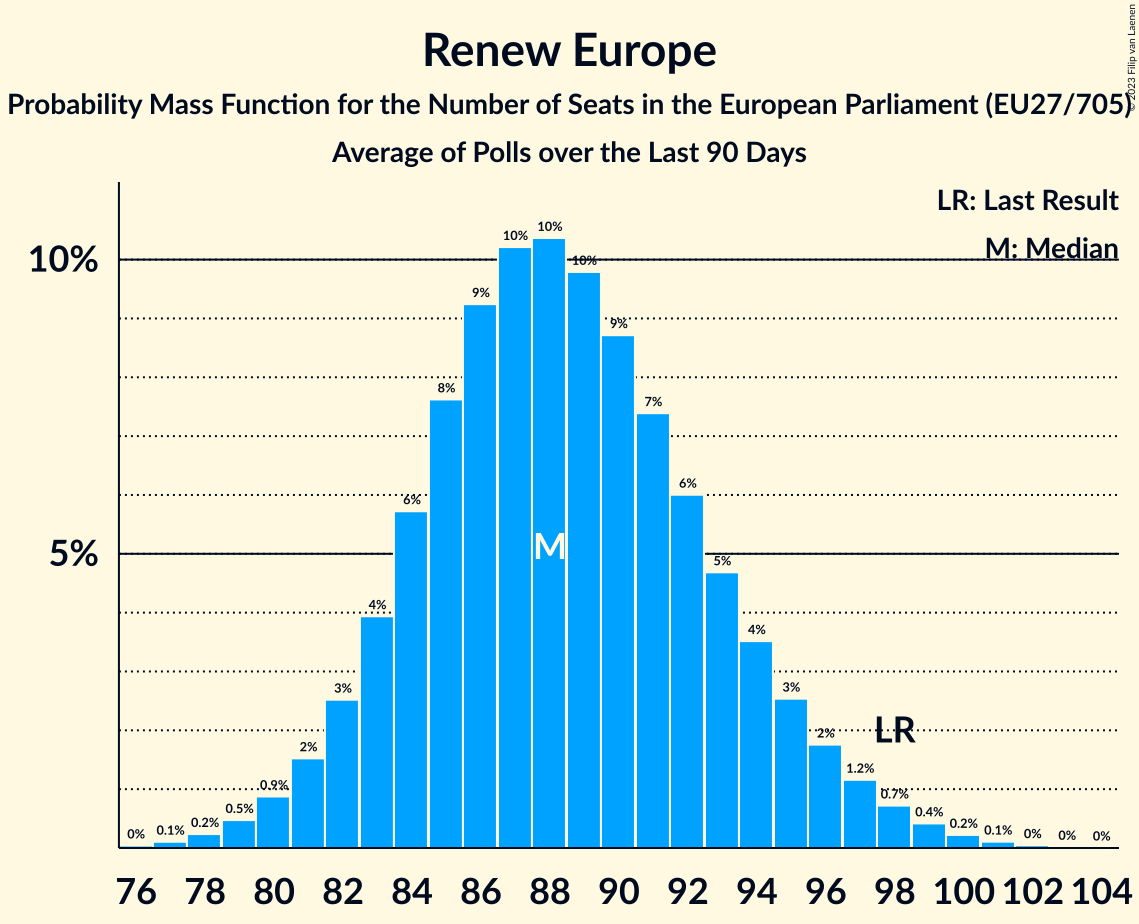 Renew Europe
Probability Mass Function for the Number of Seats in the European Parliament (EU27/705)
Average of Polls over the Last 90 Days
© 2023 Filip van Laenen
LR: Last Result
M: Median
10%
5%
0% 0.1% 0.2% 0.5% 0.9% 2% 3% 4% 6% 8% 9% 10% 10% 10% 9% 7% 6% 5% 4% 3% 2% 1.2% 0.7% 0.4% 0.2% 0.1% 0% 0% 0%
M
LR
76 78 80 82 84 86 88 90 92 94 96 98 100 102 104